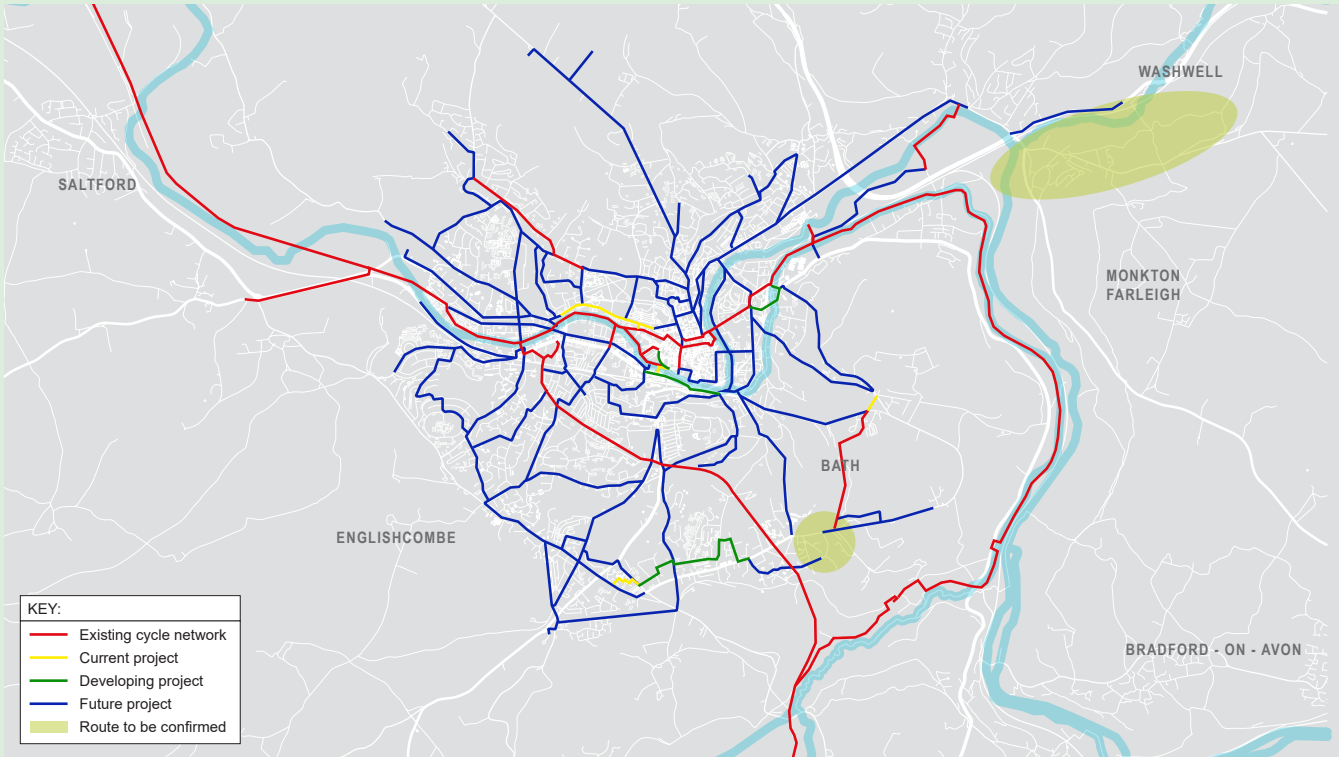 WASHWELL
SALTFORD
MONKTON
FARLEIGH
BATH
ENGLISHCOMBE
BRADFORD - ON - AVON
KEY:
Existing cycle network
Current project
Developing project
Future project
Route to be confirmed